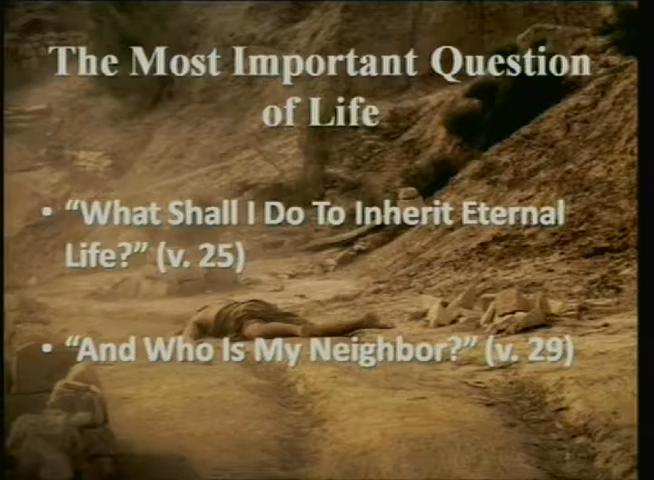 The Most Important Question
of Life
• “What Shall I Do To Inherit Eternal
Life?” (v. 25)
• “And Who Is My Neighbor?” (v. 29)